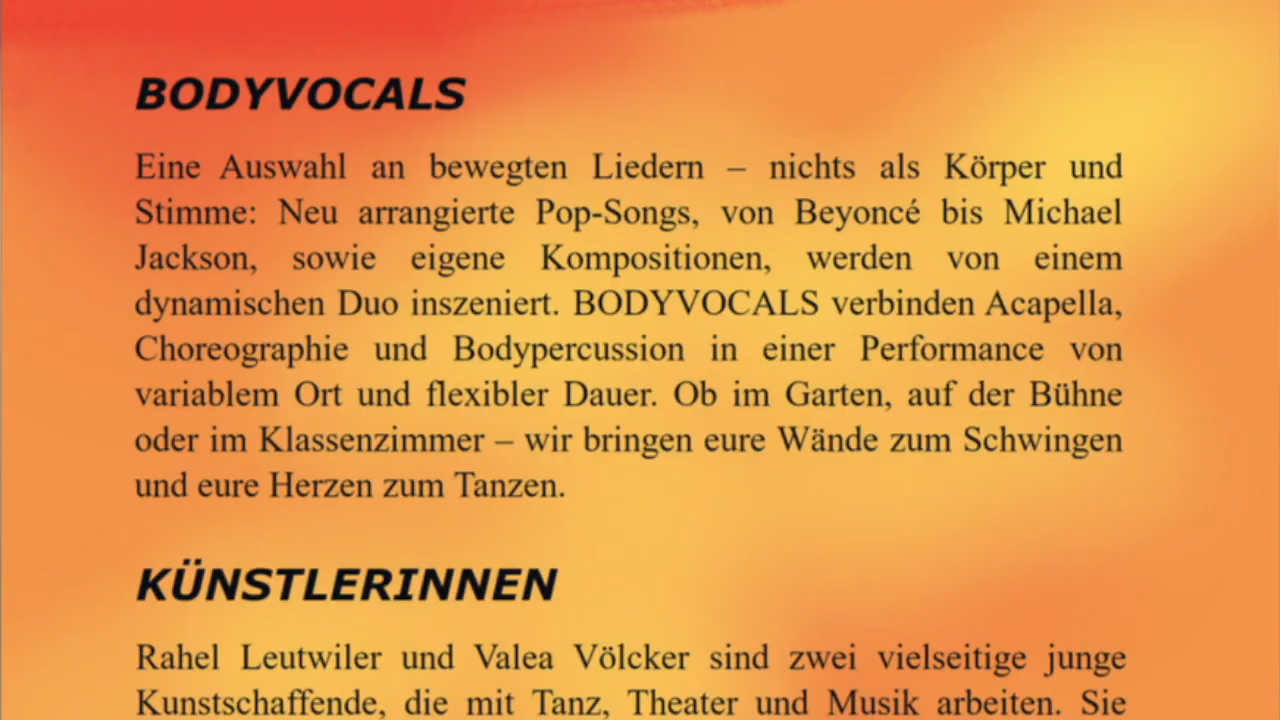 BODYVOCALS
Eine Auswahl an bewegten Liedern – nichts als Körper und
Stimme: Neu arrangierte Pop-Songs, von Beyoncé bis Michael
Jackson, sowie eigene Kompositionen, werden von einem
dynamischen Duo inszeniert. BODYVOCALS verbinden Acapella,
Choreographie und Bodypercussion in einer Performance von
variablem Ort und flexibler Dauer. Ob im Garten, auf der Bühne
oder im Klassenzimmer – wir bringen eure Wände zum Schwingen
und eure Herzen zum Tanzen.
KÜNSTLERINNEN
Rahel Leutwiler und Valea Völcker sind zwei vielseitige junge
Kunstschaffende, die mit Tanz, Theater und Musik arbeiten. Sie